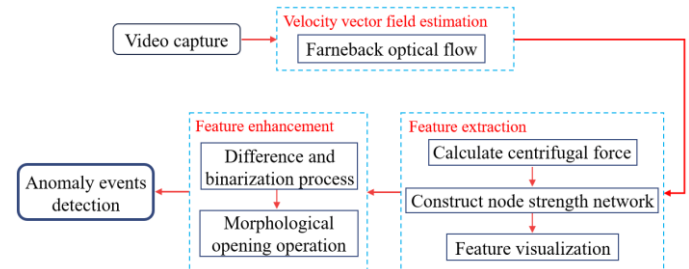 Velocity vector field estimation
Video capture
Farneback optical flow
Feature extraction
Calculate centrifugal force
Construct node strength network
Feature visualization
Feature enhancement
Difference and
binarization process
Morphological
opening operation
Anomaly events
detection